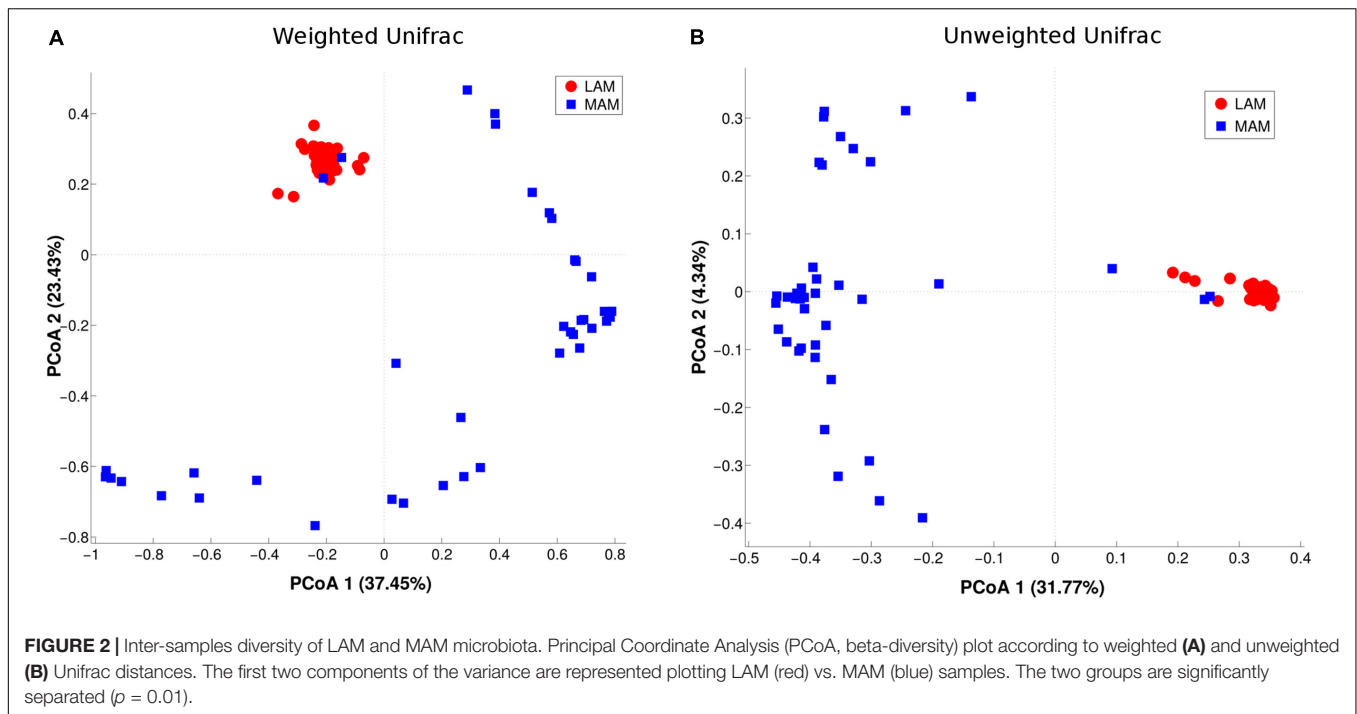 A
Weighted Unifrac
LAM
MAM
0.4
0.2
0
−0.2
−0.4
−0.6
−0.8
−1
−0.8
−0.6
−0.4
−0.2
0
0.2
0.4
0.6
0.8
PCoA 2 (23.43%)
PCoA 1 (37.45%)
B
Unweighted Unifrac
LAM
MAM
0.3
0.2
0.1
0
−0.1
−0.2
−0.3
−0.4
−0.5
−0.4
−0.3
−0.2
−0.1
0
0.1
0.2
0.3
0.4
PCoA 2 (4.34%)
PCoA 1 (31.77%)
FIGURE 2 | Inter-samples diversity of LAM and MAM microbiota. Principal Coordinate Analysis (PCoA, beta-diversity) plot according to weighted (A) and unweighted
(B) Unifrac distances. The first two components of the variance are represented plotting LAM (red) vs. MAM (blue) samples. The two groups are significantly
separated (p = 0.01).